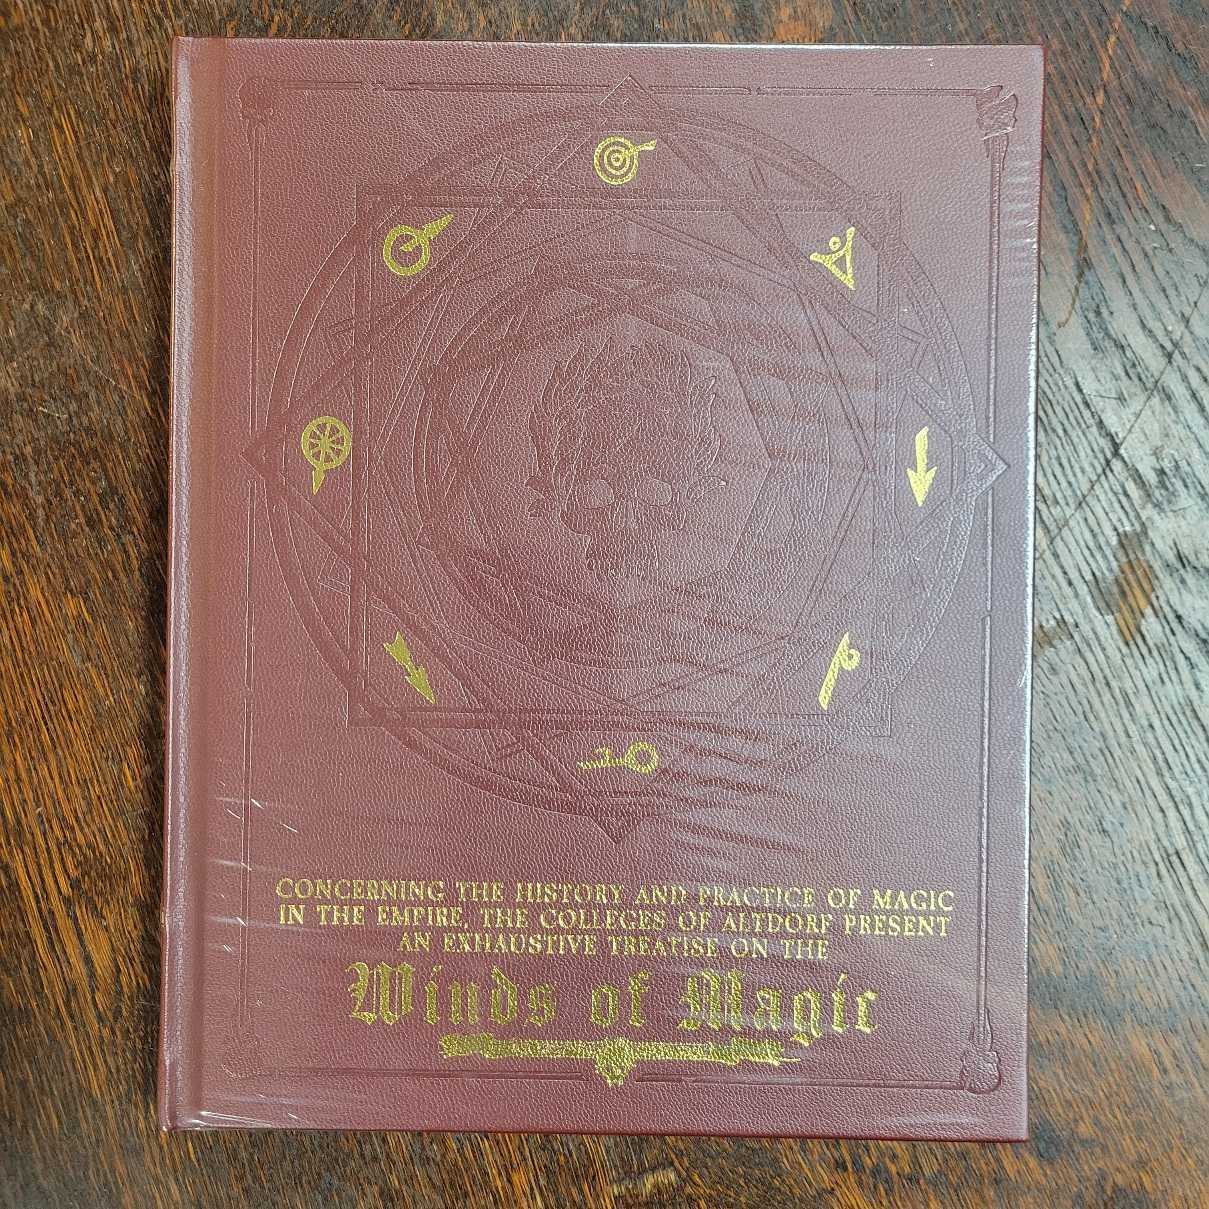 CONCERNING THE HISTORY AND PRACTICE OF MAGIC
IN THE EMPIRE, THE COLLEGES OF ALTDORF PRESENT
AN EXHAUSTIVE TREATISE ON THE
Winds of Magic